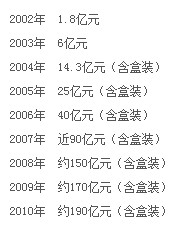 2002年 1.8亿元
2003年 6亿元
2004年 14.3亿元（含盒装）
2005年 25亿元（含盒装）
2006年 40亿元（含盒装）
2007年 近90亿元（含盒装）
2008年 约150亿元（含盒装）
2009年 约170亿元（含盒装）
2010年 约190亿元（含盒装）